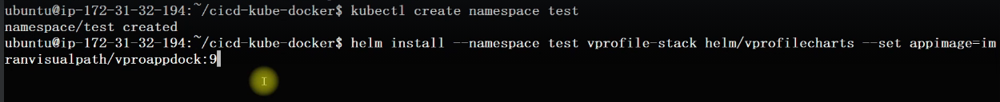 ubuntu@ip-172-31-32-194:~/cicd-kube-docker$ kubectl create namespace test
namespace/test created
ubuntu@ip-172-31-32-194:~/cicd-kube-docker$ helm install --namespace test vprofile-stack helm/vprofilecharts --set appimage=im
ranvisualpath/vproappdock:9